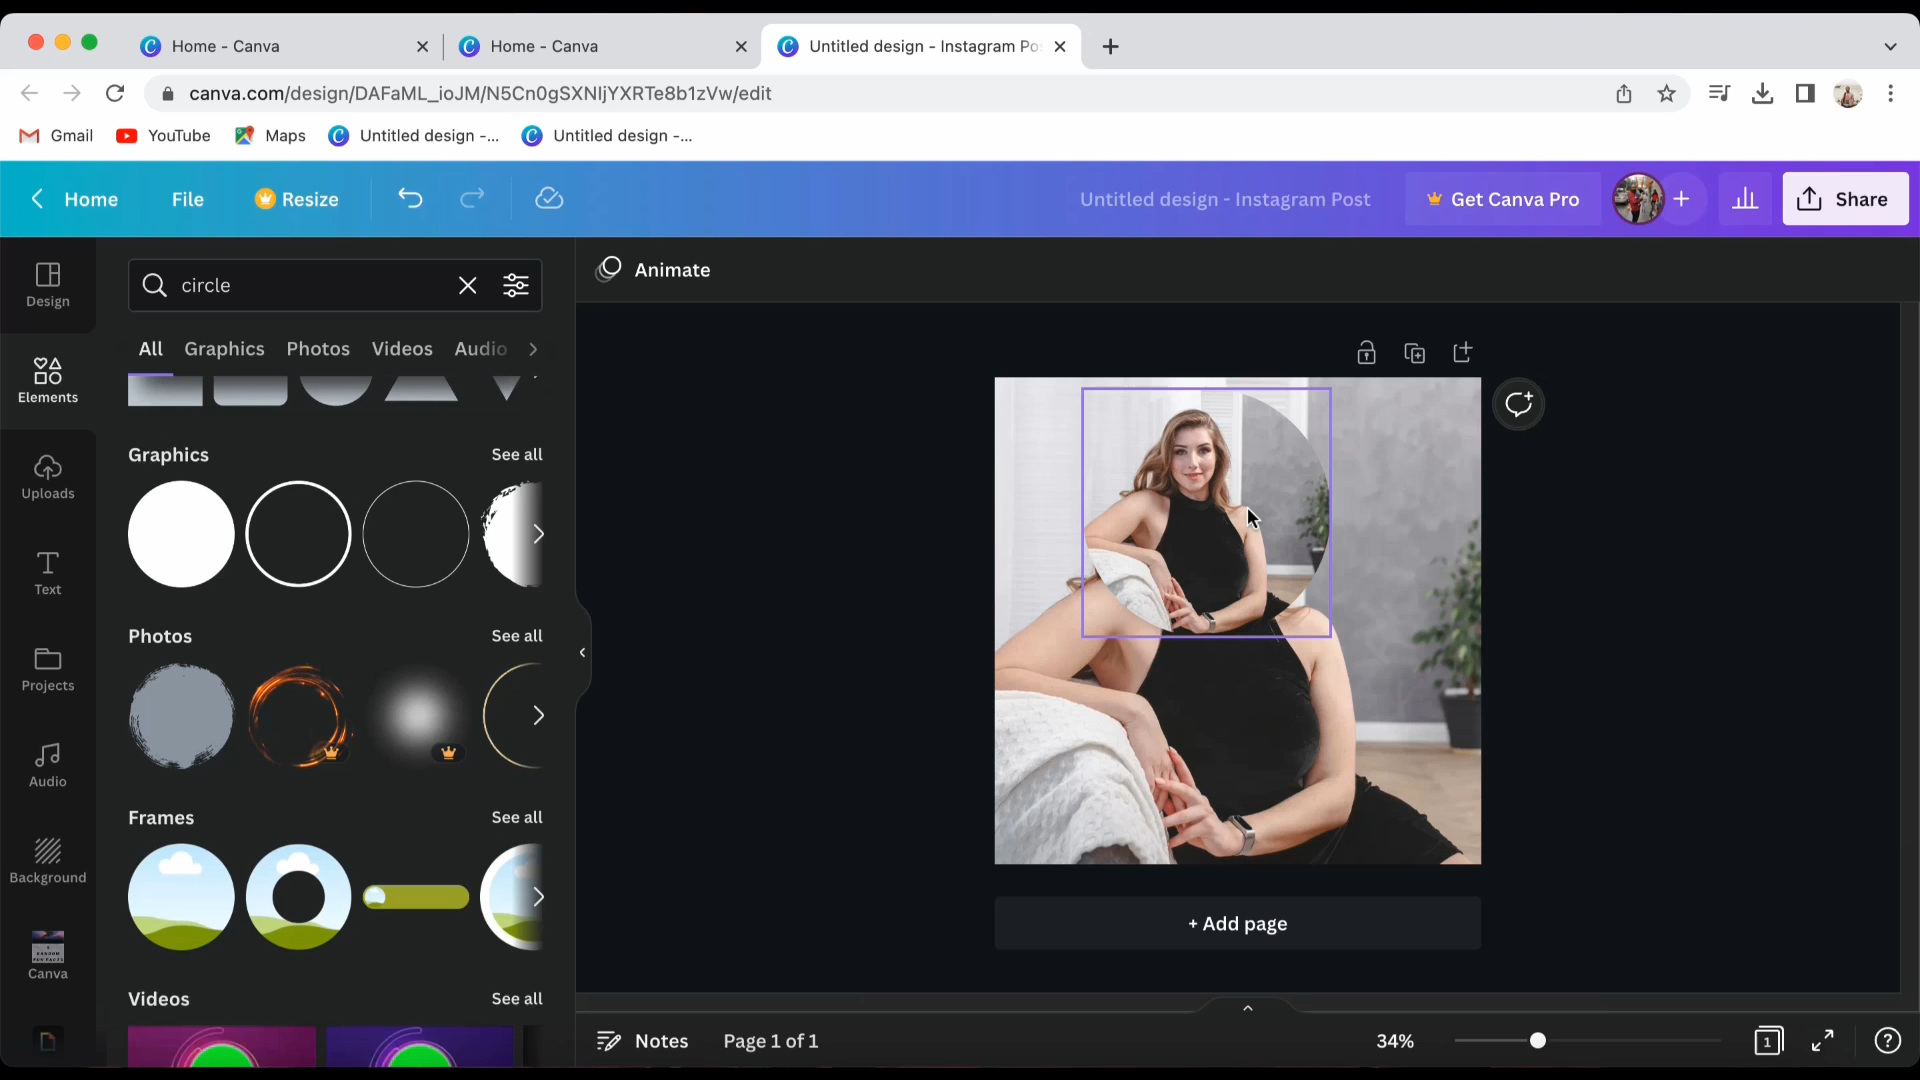 Home - Canva
Home - Canva
Untitled design - Instagram Po
canva.com/design/DAFaML_ioJM/N5Cn0gSXNIjYXRTe8b1zVw/edit
Gmail
YouTube
Maps
Untitled design -...
Untitled design -...
Home
File
Resize
Untitled design - Instagram Post
Get Canva Pro
Share
Design
Elements
Uploads
Text
Projects
Audio
Background
Canva
circle
All
Graphics
Photos
Videos
Audio
Graphics
See all
Photos
See all
Frames
See all
Videos
See all
Animate
+ Add page
Notes
Page 1 of 1
34%
1